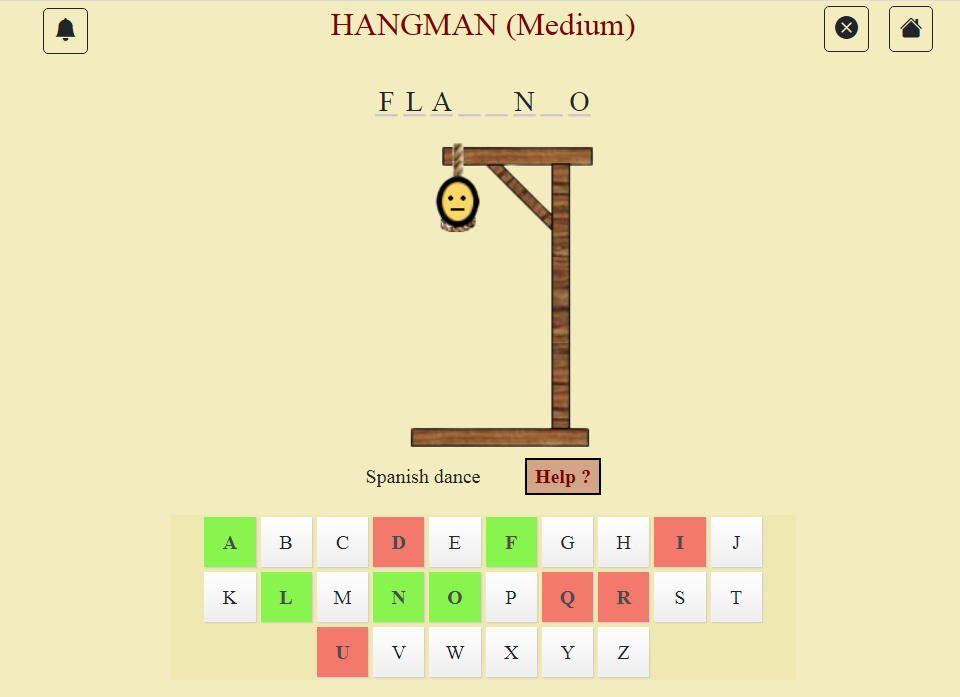 HANGMAN (Medium)
F L A _ _ N _ O
Spanish dance Help ?
A B C D E F G H I J
K L M N O P Q R S T
U V W X Y Z